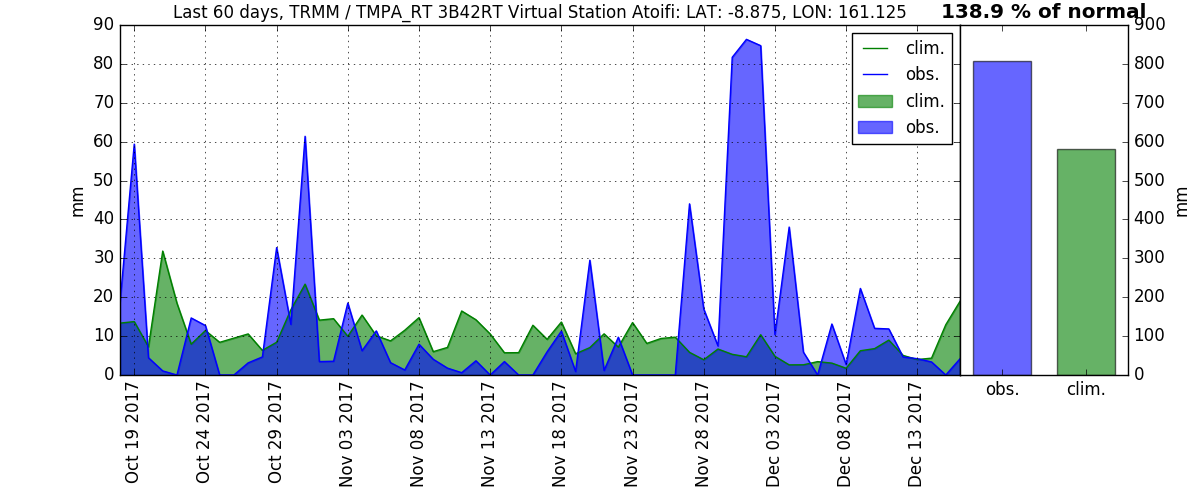 Last 60 days, TRMM / TMPA_RT 3B42RT Virtual Station Atoifi: LAT: -8.875, LON: 161.125
138.9 % of normal
90
80
70
60
50
40
30
20
10
0
mm
clim.
obs.
clim.
obs.
900
800
700
600
500
400
300
200
100
0
mm
Oct 19 2017
Oct 24 2017
Oct 29 2017
Nov 03 2017
Nov 08 2017
Nov 13 2017
Nov 18 2017
Nov 23 2017
Nov 28 2017
Dec 03 2017
Dec 08 2017
Dec 13 2017
obs.
clim.